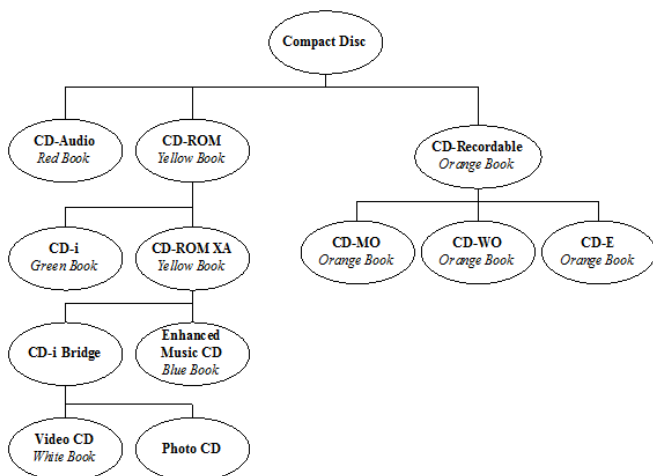 Compact Disc
CD-Audio
Red Book
CD-ROM
Yellow Book
CD-Recordable
Orange Book
CD-i
Green Book
CD-ROM XA
Yellow Book
CD-MO
Orange Book
CD-WO
Orange Book
CD-E
Orange Book
CD-i Bridge
Enhanced
Music CD
Blue Book
Video CD
White Book
Photo CD